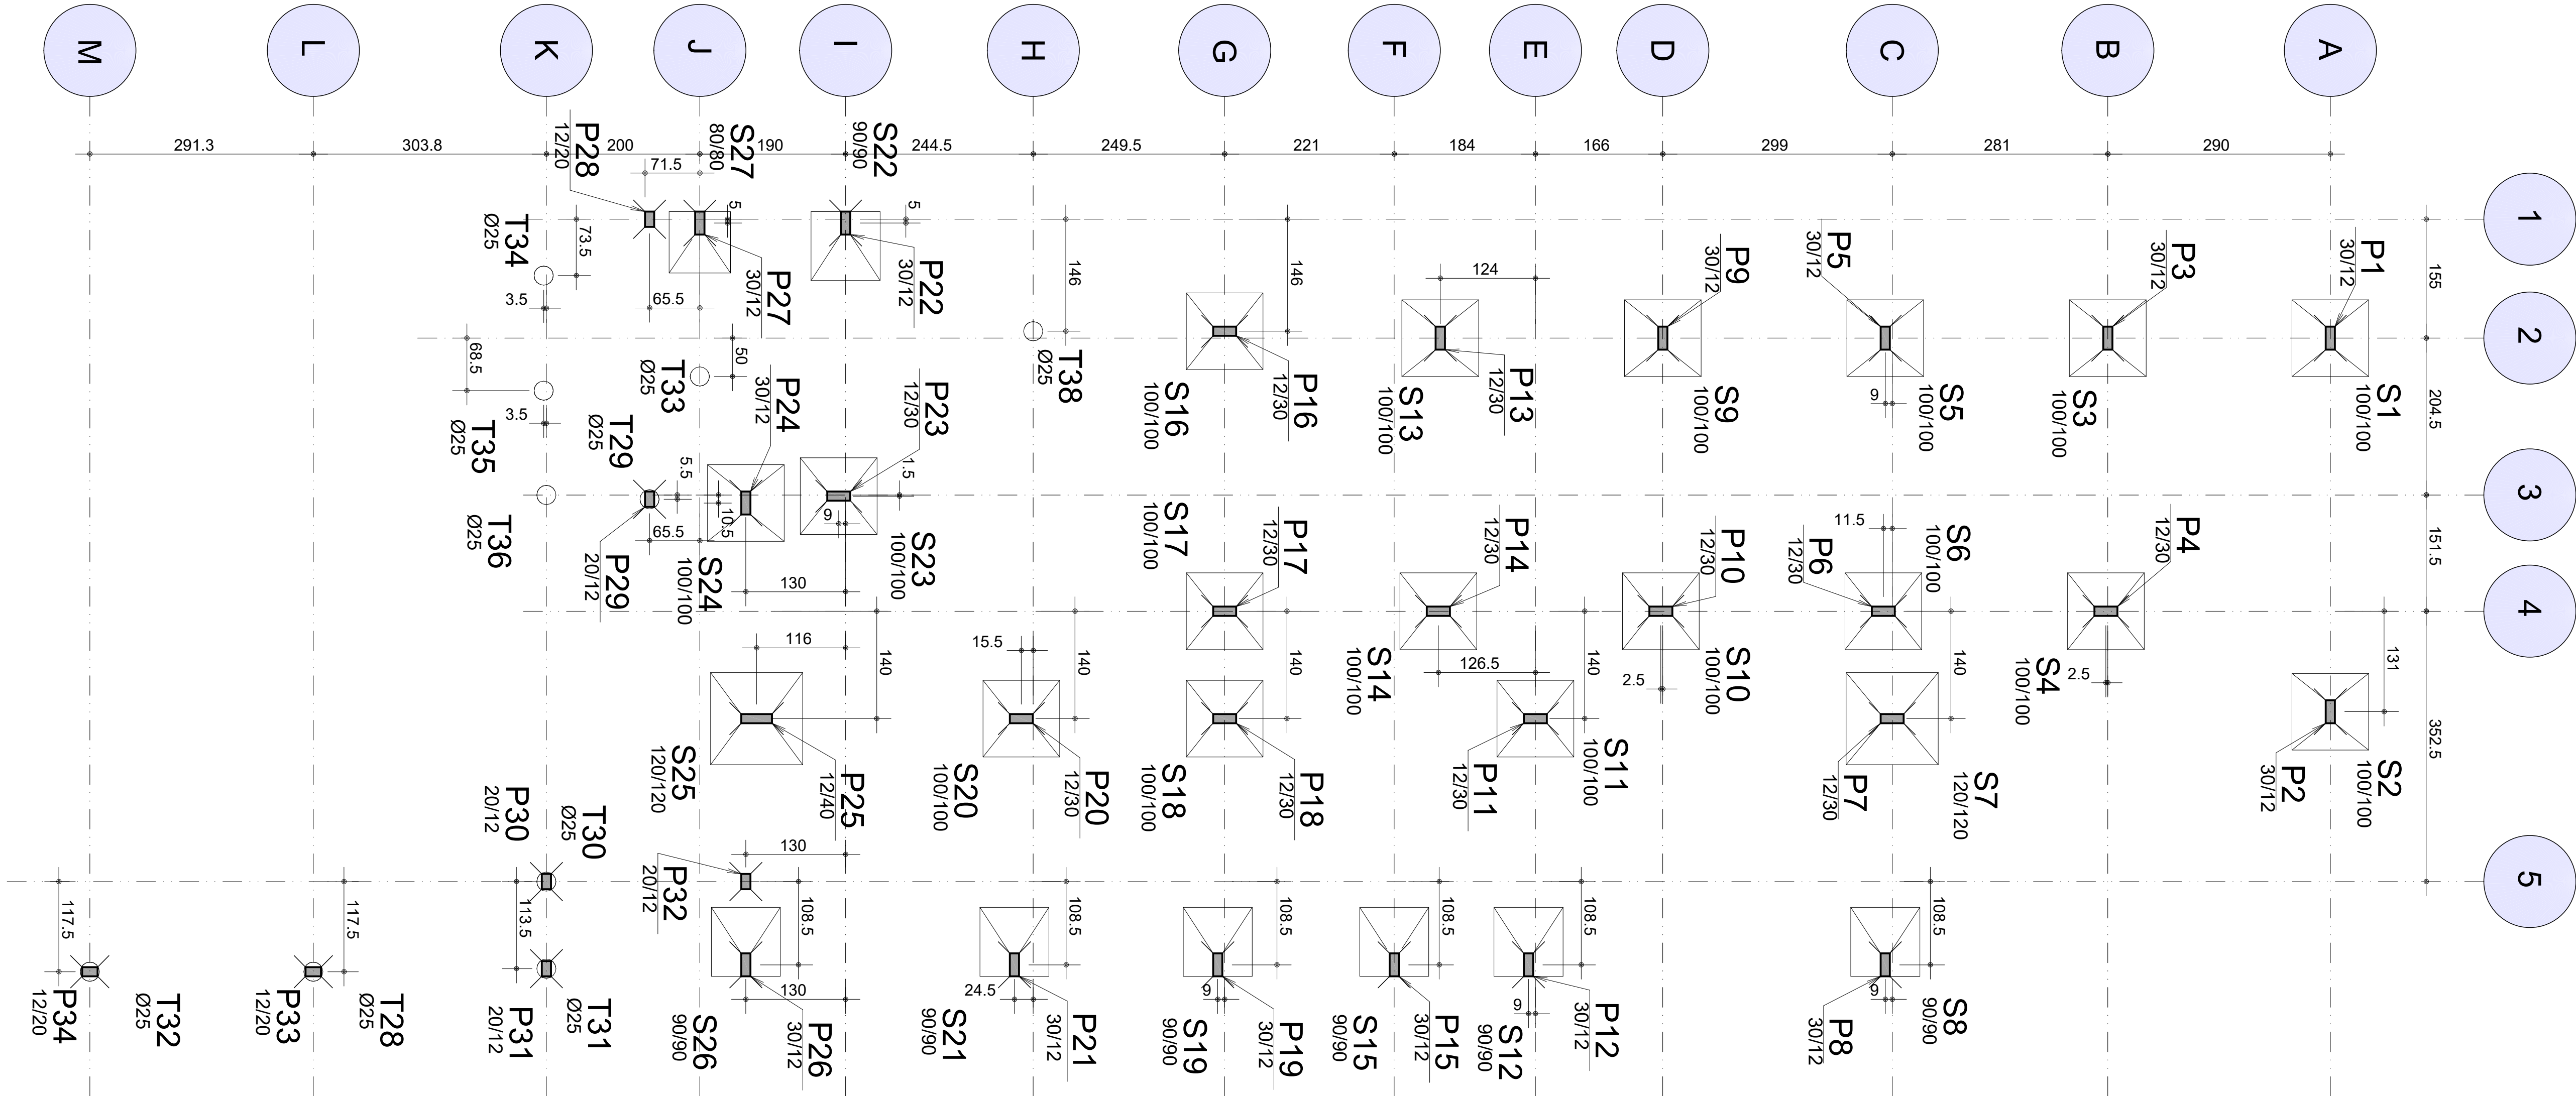 M
L
K
J
I
H
G
F
E
D
C
B
A
291.3
303.8
200
190
244.5
249.5
221
184
166
299
281
290
1
2
3
4
5
155
204.5
151.5
352.5
P28
12/20
S27
80/80
S22
90/90
71.5
5
5
T34
Ø25
73.5
3.5
65.5
P27
30/12
P22
30/12
146
146
124
P9
30/12
P5
30/12
P3
30/12
P1
30/12
68.5
3.5
T35
Ø25
50
T33
Ø25
T38
Ø25
P24
30/12
P23
12/30
S16
100/100
P16
12/30
S13
100/100
P13
12/30
S9
100/100
9
S5
100/100
S3
100/100
S1
100/100
T29
Ø25
5.5
10.5
1.5
9
T36
Ø25
65.5
P29
20/12
S24
100/100
130
S23
100/100
S17
100/100
P17
12/30
P14
12/30
P10
12/30
11.5
P6
12/30
S6
100/100
P4
12/30
116
140
15.5
140
140
S14
100/100
126.5
140
2.5
S10
100/100
140
S4
100/100
2.5
131
S25
120/120
P25
12/40
S20
100/100
P20
12/30
S18
100/100
P18
12/30
P11
12/30
S11
100/100
P7
12/30
S7
120/120
P2
30/12
S2
100/100
P30
20/12
T30
Ø25
P32
20/12
130
117.5
117.5
113.5
108.5
108.5
108.5
108.5
108.5
108.5
P34
12/20
T32
Ø25
P33
12/20
T28
Ø25
P31
20/12
T31
Ø25
S26
90/90
130
P26
30/12
24.5
S21
90/90
P21
30/12
9
S19
90/90
P19
30/12
S15
90/90
P15
30/12
9
S12
90/90
P12
30/12
9
P8
30/12
S8
90/90